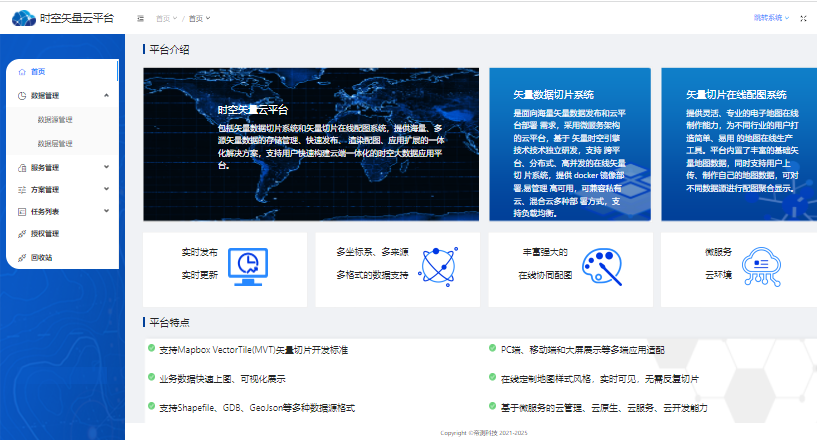 时空矢量云平台
首页 / 首页
跳转系统
首页
数据管理
数据源管理
数据层管理
服务管理
方案管理
任务列表
授权管理
回收站
平台介绍
时空矢量云平台
包括矢量数据切片系统和矢量切片在线配图系统，提供海量、多
源矢量数据的存储管理、快速发布、 渲染配图、应用扩展的一体
化解决方案，支持用户快速构建云端一体化的时空大数据应用平
台。
矢量数据切片系统
是面向海量矢量数据发布和云平
台部署 需求，采用微服务架构
的云平台，基于 矢量时空引擎
技术技术独立研发，支持 跨平
台、分布式、高并发的在线矢量
切 片系统，提供 docker 镜像部
署,易管理 高可用，可兼容私有
云、混合云多种部 署方式，支
持负载均衡。
矢量切片在线配图系统
提供灵活、专业的电子地图在线
制作能力，为不同行业的用户打
造简单、易用 的地图在线生产
工具。平台内置了丰富的基础矢
量地图数据，同时支持用户上
传、制作自己的地图数据，可对
不同数据源进行配图聚合显示。
实时发布
实时更新
多坐标系、多来源
多格式的数据支持
丰富强大的
在线协同配图
微服务
云环境
平台特点
支持Mapbox VectorTile(MVT)矢量切片开发标准
PC端、移动端和大屏展示等多端应用适配
业务数据快速上图、可视化展示
在线定制地图样式风格，实时可见，无需反复切片
支持Shapefile、GDB、GeoJson等多种数据源格式
基于微服务的云管理、云原生、云服务、云开发能力
Copyright ©帝测科技 2021-2025